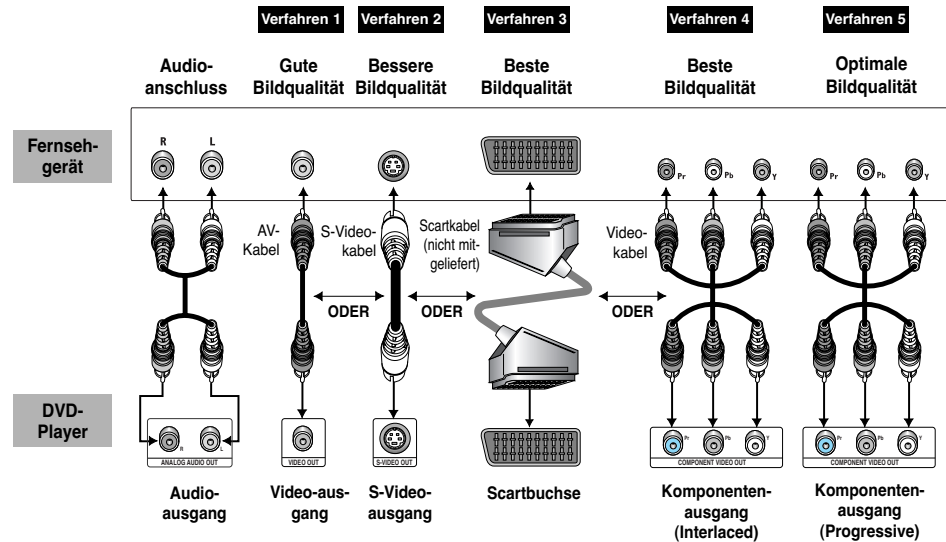 Verfahren 1
Verfahren 2
Verfahren 3
Verfahren 4
Verfahren 5
Audio-
anschluss
Gute
Bildqualität
Bessere
Bildqualität
Beste
Bildqualität
Beste
Bildqualität
Optimale
Bildqualität
Fernseh-
gerät
R
L
Pr
Pb
Y
Pr
Pb
Y
AV-
Kabel
S-Video-
kabel
Scartkabel
(nicht mit-
geliefert)
Video-
kabel
ODER
ODER
ODER
DVD-
Player
R
L
ANALOG AUDIO OUT
VIDEO OUT
S-VIDEO OUT
Pr
Pb
Y
COMPONENT VIDEO OUT
Pr
Pb
Y
COMPONENT VIDEO OUT
Audio-
ausgang
Video-aus-
gang
S-Video-
ausgang
Scartbuchse
Komponenten-
ausgang
(Interlaced)
Komponenten-
ausgang
(Progressive)